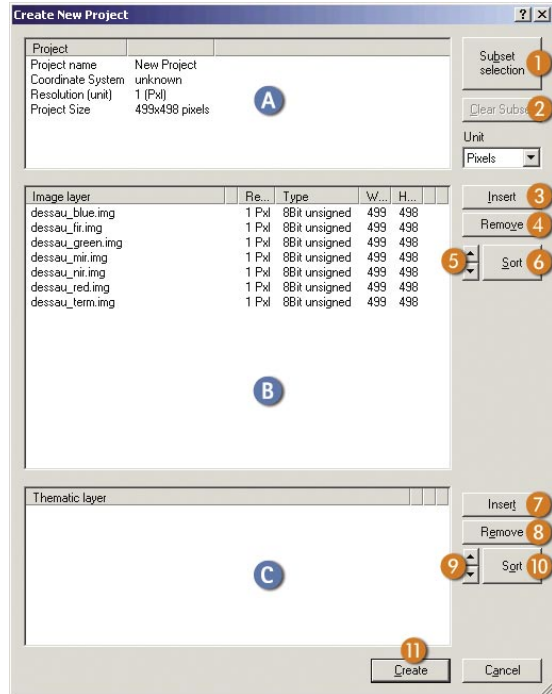 Create New Project
Project
Project name New Project
Coordinate System unknown
Resolution (unit) 1 (Pxl)
Project Size 499x498 pixels
A
Subset selection 1
Clear Subse 2
Unit
Pixels
Image layer Re... Type W... H...
dessau_blue.img 1 Pxl 8Bit unsigned 499 498
dessau_fir.img 1 Pxl 8Bit unsigned 499 498
dessau_green.img 1 Pxl 8Bit unsigned 499 498
dessau_mir.img 1 Pxl 8Bit unsigned 499 498
dessau_nir.img 1 Pxl 8Bit unsigned 499 498
dessau_red.img 1 Pxl 8Bit unsigned 499 498
dessau_term.img 1 Pxl 8Bit unsigned 499 498
B
Insert 3
Remove 4
5 Sort 6
Thematic layer
C
Insert 7
Remove 8
9 Sort 10
11
Create
Cancel